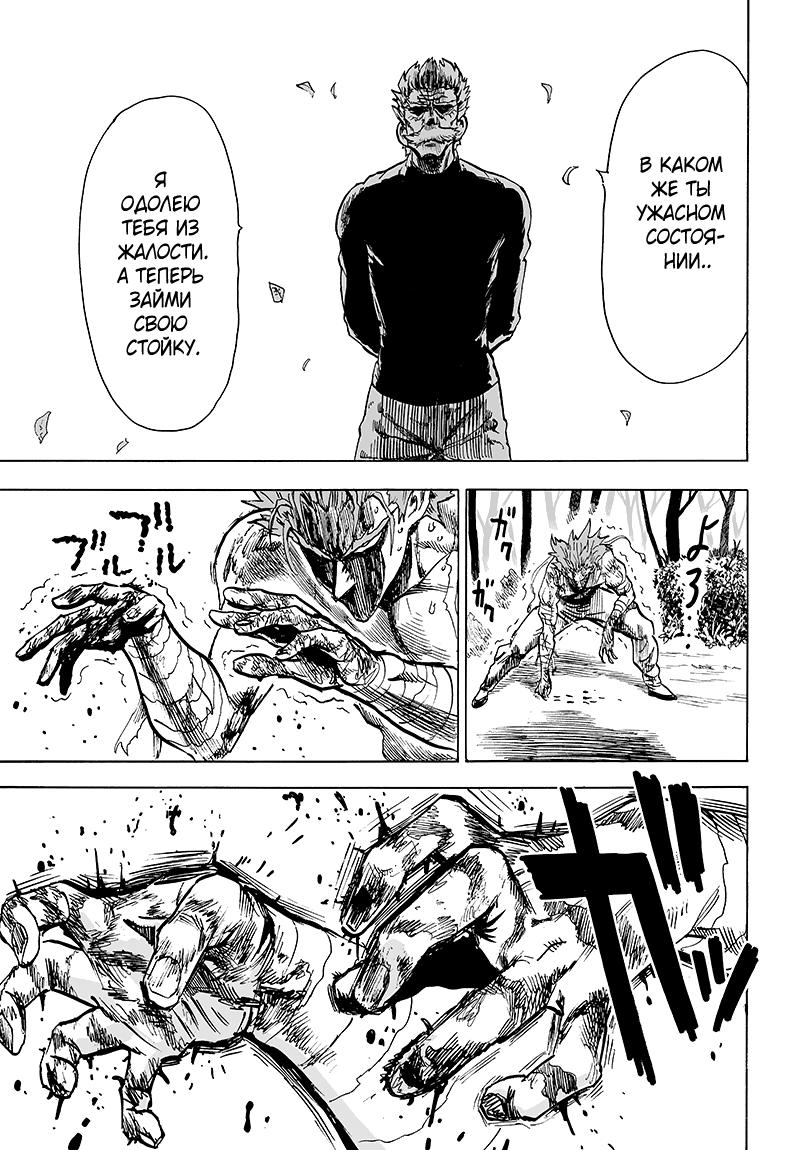 В КАКОМ
ЖЕ ТЫ
УЖАСНОМ
СОСТОЯ-
НИИ..
Я
ОДОЛЕЮ
ТЕБЯ ИЗ
ЖАЛОСТИ.
А ТЕПЕРЬ
ЗАЙМИ
СВОЮ
СТОЙКУ.
よろ…
ガク
ガク
ブル
ブル
ガ